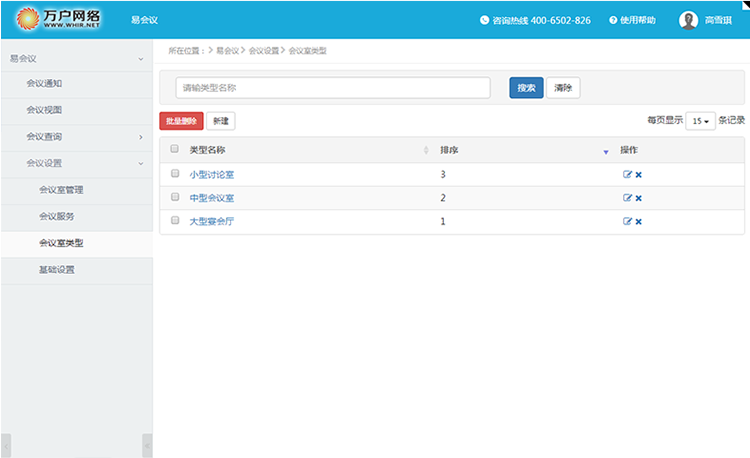 万户网络
WWW.WHIR.NET
易会议
咨询热线 400-6502-826
使用帮助
高雪琪
易会议
会议通知
会议视图
会议查询
会议设置
会议室管理
会议服务
会议室类型
基础设置
所在位置： > 易会议 > 会议设置 > 会议室类型
请输类型名称
搜索
清除
批量删除
新建
每页显示 15 条记录
类型名称 排序 操作
小型讨论室 3
中型会议室 2
大型宴会厅 1